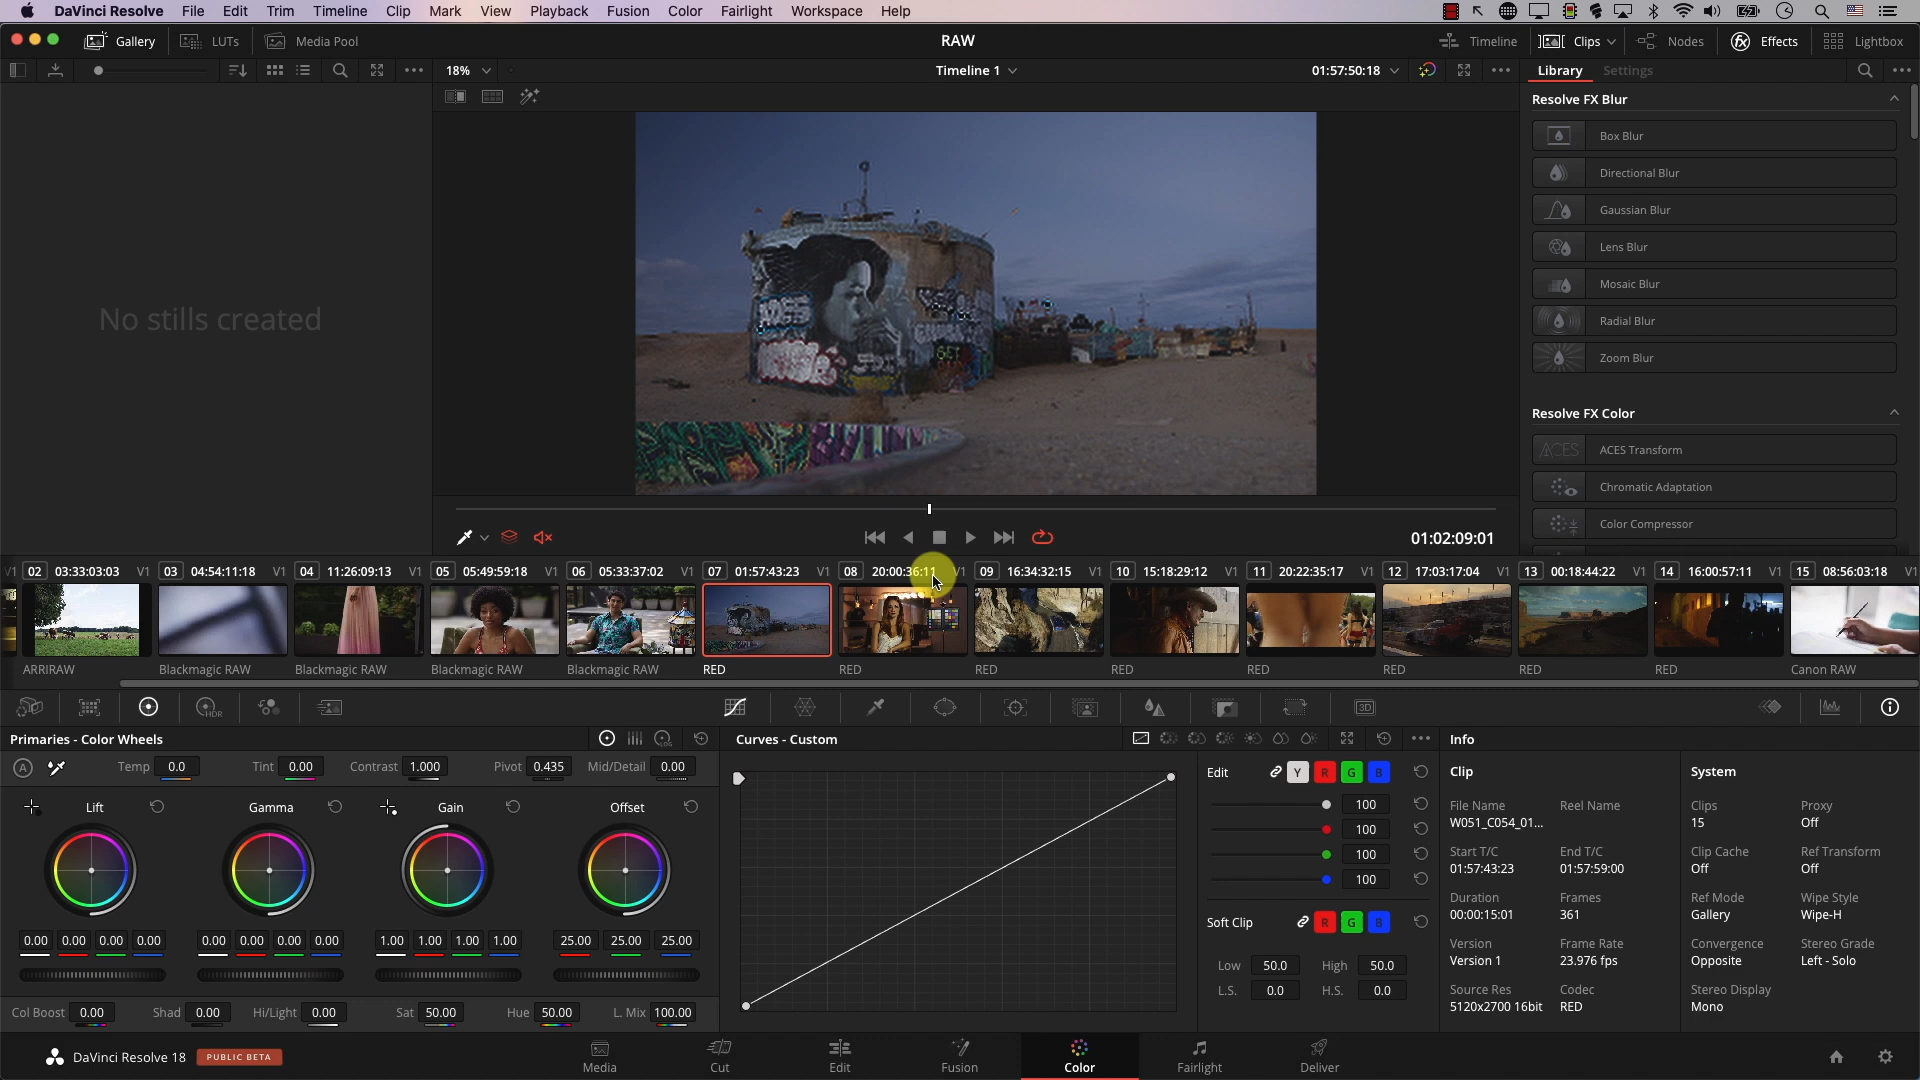 DaVinci Resolve File Edit Trim Timeline Clip Mark View Playback Fusion Color Fairlight Workspace Help
Gallery LUTs Media Pool RAW Timeline Clips Nodes Effects Lightbox
18% Timeline 1 01:57:50:18 Library Settings
Resolve FX Blur
Box Blur
Directional Blur
Gaussian Blur
Lens Blur
Mosaic Blur
Radial Blur
Zoom Blur
No stills created
Resolve FX Color
ACES ACES Transform
Chromatic Adaptation
Color Compressor
01:02:09:01
V1 02 03:33:03:03 V1 03 04:54:11:18 V1 04 11:26:09:13 V1 05 05:49:59:18 V1 06 05:33:37:02 V1 07 01:57:43:23 V1 08 20:00:36:11 V1 09 16:34:32:15 V1 10 15:18:29:12 V1 11 20:22:35:17 V1 12 17:03:17:04 V1 13 00:18:44:22 V1 14 16:00:57:11 V1 15 08:56:03:18 V1
ARRIRAW Blackmagic RAW Blackmagic RAW Blackmagic RAW Blackmagic RAW RED RED RED RED RED RED RED RED Canon RAW
HDR 3D
Primaries - Color Wheels LOG Curves - Custom Info
A Temp 0.0 Tint 0.00 Contrast 1.000 Pivot 0.435 Mid/Detail 0.00
Lift Gamma Gain Offset
0.00 0.00 0.00 0.00 0.00 0.00 0.00 0.00 1.00 1.00 1.00 1.00 25.00 25.00 25.00
Col Boost 0.00 Shad 0.00 Hi/Light 0.00 Sat 50.00 Hue 50.00 L. Mix 100.00
Edit Y R G B
100
100
100
100
Soft Clip R G B
Low 50.0 High 50.0
L.S. 0.0 H.S. 0.0
Clip System
File Name Reel Name Clips Proxy
W051_C054_01... 15 Off
Start T/C End T/C Clip Cache Ref Transform
01:57:43:23 01:57:59:00 Off Off
Duration Frames Ref Mode Wipe Style
00:00:15:01 361 Gallery Wipe-H
Version Frame Rate Convergence Stereo Grade
Version 1 23.976 fps Opposite Left - Solo
Source Res Codec Stereo Display
5120x2700 16bit RED Mono
DaVinci Resolve 18 PUBLIC BETA Media Cut Edit Fusion Color Fairlight Deliver